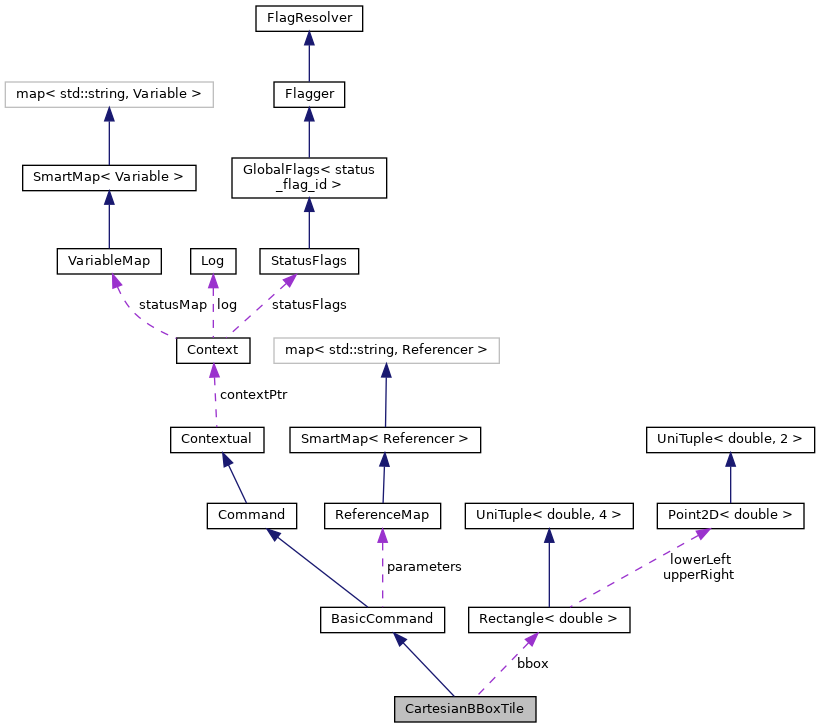 FlagResolver
map< std::string, Variable >
Flagger
SmartMap< Variable >
GlobalFlags< status
_flag_id >
VariableMap
Log
StatusFlags
statusMap
log
statusFlags
Context
map< std::string, Referencer >
contextPtr
Contextual
SmartMap< Referencer >
UniTuple< double, 2 >
Command
ReferenceMap
UniTuple< double, 4 >
Point2D< double >
parameters
lowerLeft
upperRight
BasicCommand
Rectangle< double >
bbox
CartesianBBoxTile